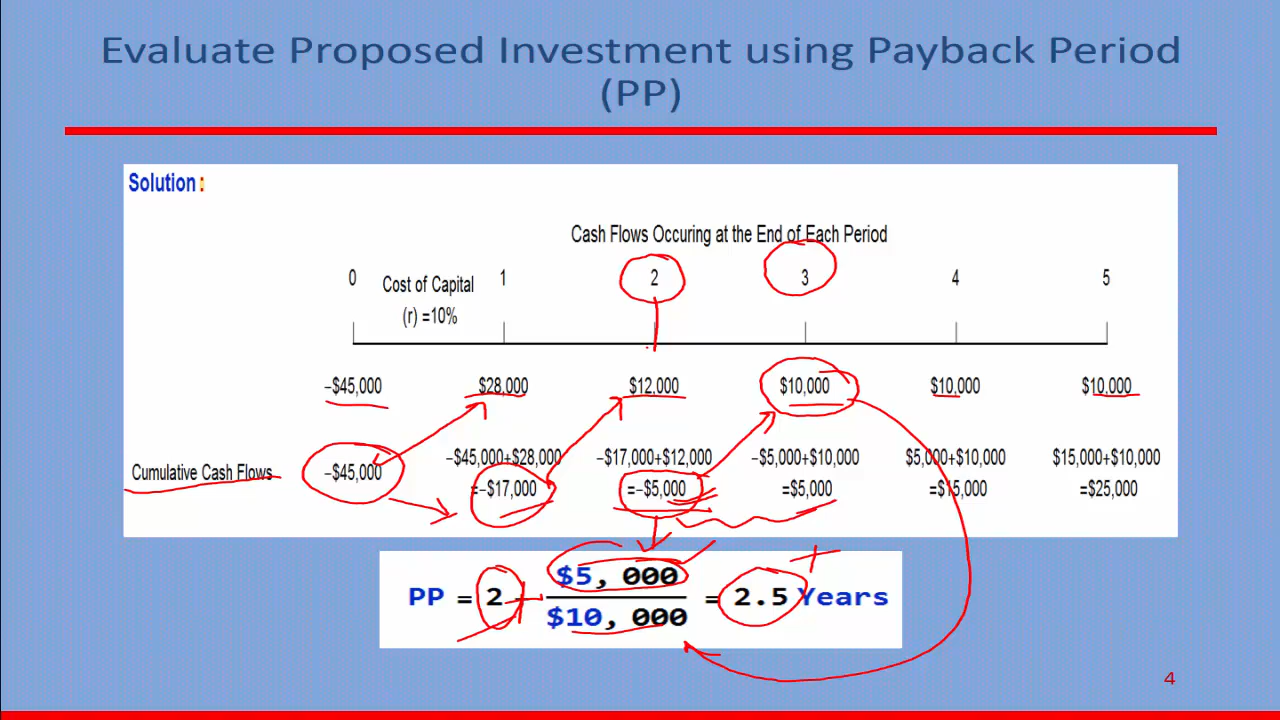 Evaluate Proposed Investment using Payback Period
(PP)
Solution :
Cash Flows Occuring at the End of Each Period
0 Cost of Capital 1 2 3 4 5
(r) =10%
–$45,000 $28,000 $12,000 $10,000 $10,000 $10,000
Cumulative Cash Flows –$45,000 –$45,000+$28,000 –$17,000+$12,000 –$5,000+$10,000 $5,000+$10,000 $15,000+$10,000
=–$17,000 =–$5,000 =$5,000 =$15,000 =$25,000
PP = 2 + $5,000 / $10,000 = 2.5 Years
4